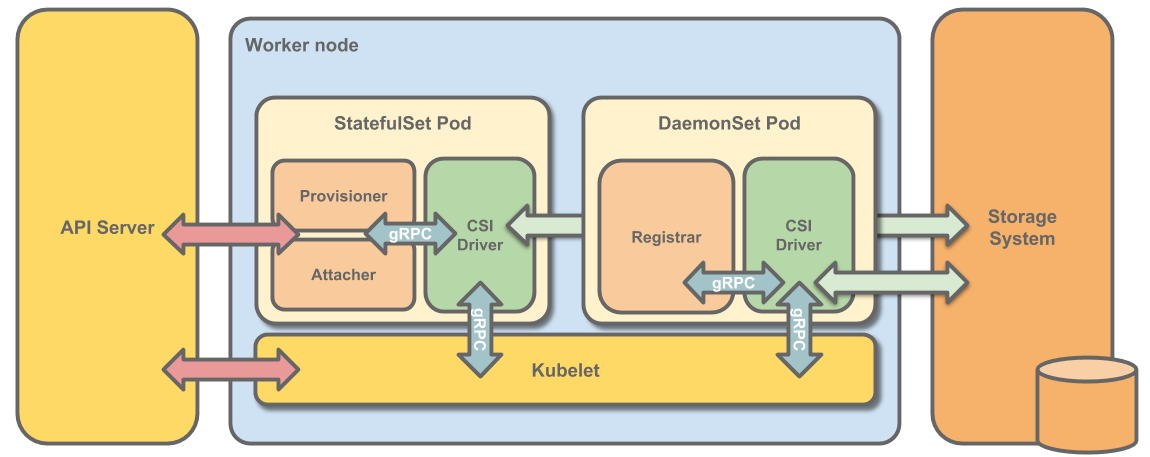 Worker node
StatefulSet Pod
DaemonSet Pod
API Server
Provisioner
Attacher
gRPC
CSI
Driver
gRPC
Registrar
gRPC
CSI
Driver
gRPC
Storage
System
Kubelet